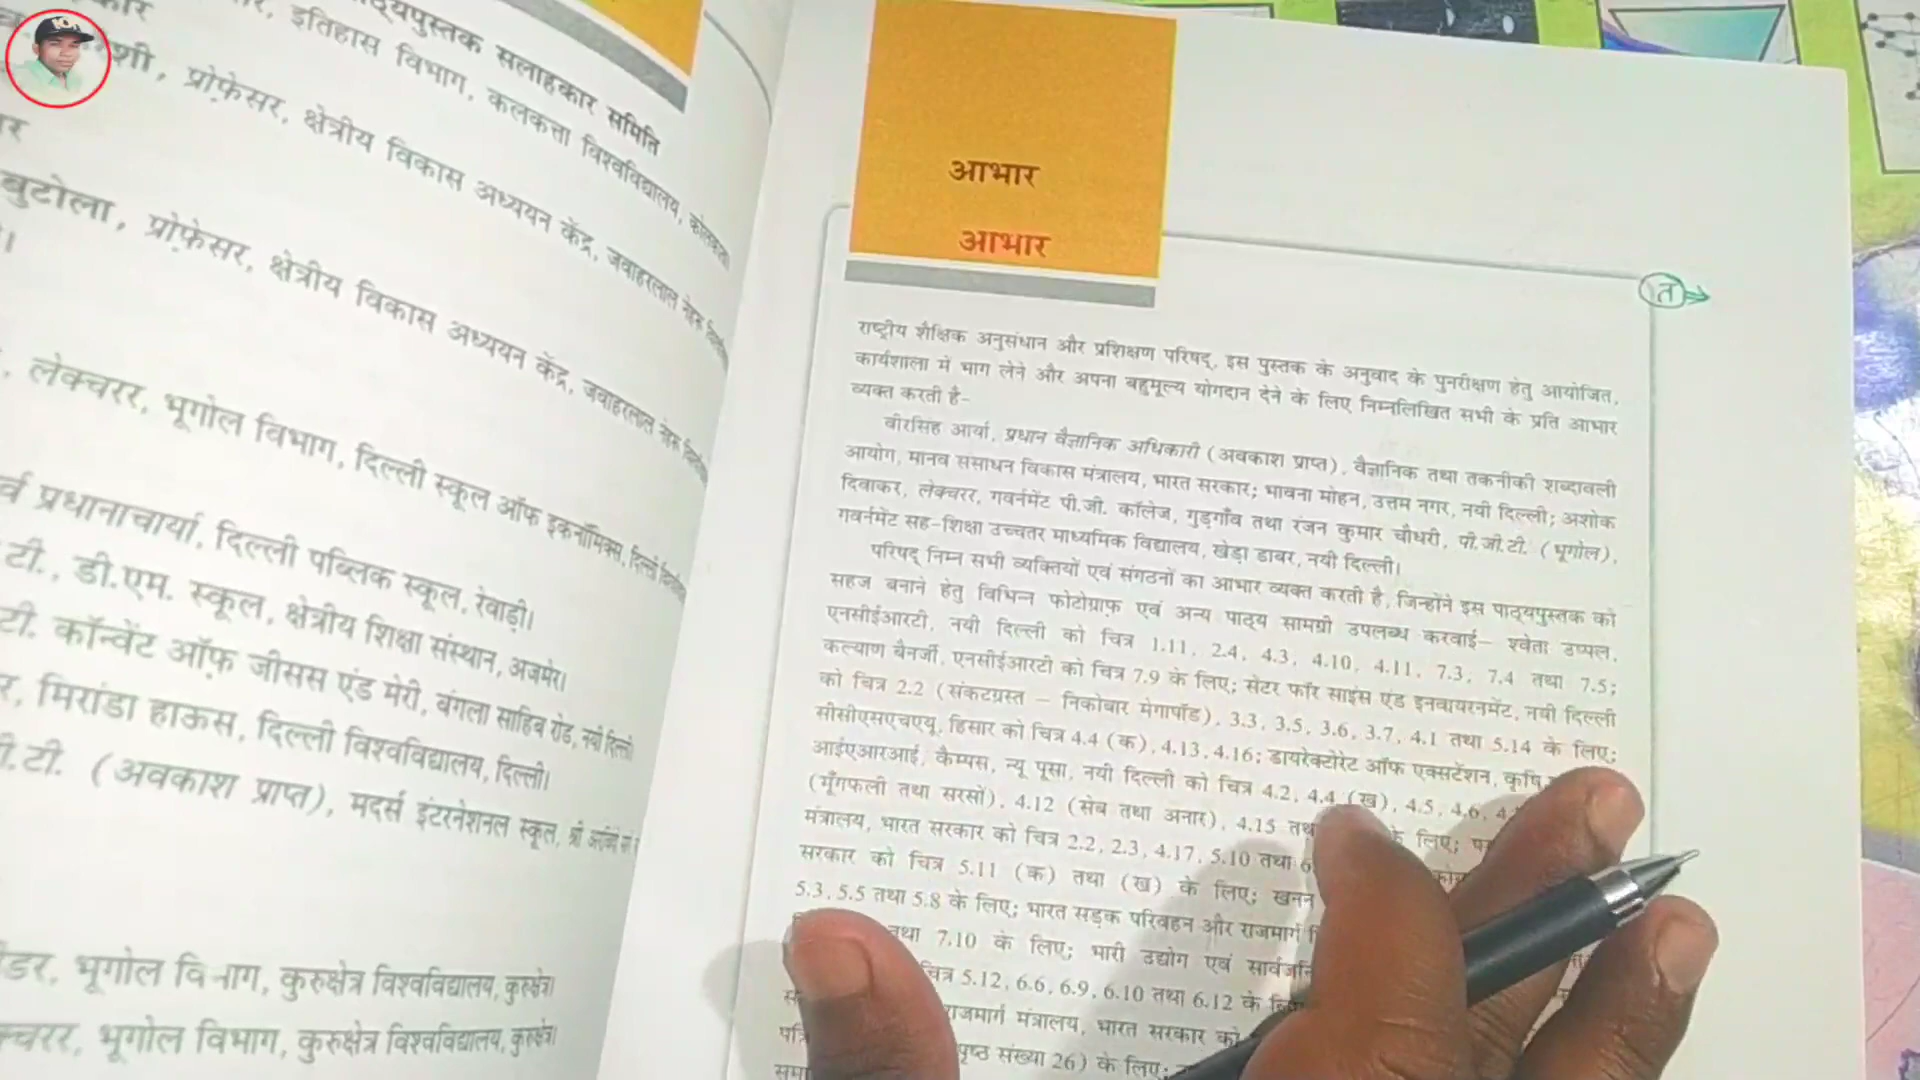 पाठ्यपुस्तक सलाहकार समिति
इतिहास विभाग, कलकत्ता विश्वविद्यालय, कोलकाता
प्रोफ़ेसर, क्षेत्रीय विकास अध्ययन केंद्र, जवाहरलाल नेहरू
बुटोला, प्रोफ़ेसर, क्षेत्रीय विकास अध्ययन केंद्र, जवाहरलाल नेहरू
लेक्चरर, भूगोल विभाग, दिल्ली स्कूल ऑफ इकनॉमिक्स,
प्रधानाचार्या, दिल्ली पब्लिक स्कूल, रेवाड़ी।
टी., डी.एम. स्कूल, क्षेत्रीय शिक्षा संस्थान, अजमेर।
टी. कॉन्वेंट ऑफ़ जीसस एंड मेरी, बंगला साहिब रोड, नयी दिल्ली
मिरांडा हाऊस, दिल्ली विश्वविद्यालय, दिल्ली।
टी. (अवकाश प्राप्त), मदर्स इंटरनेशनल स्कूल, श्री
भूगोल विभाग, कुरुक्षेत्र विश्वविद्यालय, कुरुक्षेत्र।
भूगोल विभाग, कुरुक्षेत्र विश्वविद्यालय, कुरुक्षेत्र।
आभार
आभार
त
राष्ट्रीय शैक्षिक अनुसंधान और प्रशिक्षण परिषद्, इस पुस्तक के अनुवाद के पुनरीक्षण हेतु आयोजित,
कार्यशाला में भाग लेने और अपना बहुमूल्य योगदान देने के लिए निम्नलिखित सभी के प्रति आभार
व्यक्त करती है–
वीरसिंह आर्या, प्रधान वैज्ञानिक अधिकारी (अवकाश प्राप्त), वैज्ञानिक तथा तकनीकी शब्दावली
आयोग, मानव संसाधन विकास मंत्रालय, भारत सरकार; भावना मोहन, उत्तम नगर, नयी दिल्ली; अशोक
दिवाकर, लेक्चरर, गवर्नमेंट पी.जी. कॉलेज, गुड़गाँव तथा रंजन कुमार चौधरी, पी.जी.टी. (भूगोल),
गवर्नमेंट सह-शिक्षा उच्चतर माध्यमिक विद्यालय, खेड़ा डाबर, नयी दिल्ली।
परिषद् निम्न सभी व्यक्तियों एवं संगठनों का आभार व्यक्त करती है, जिन्होंने इस पाठ्यपुस्तक को
सहज बनाने हेतु विभिन्न फोटोग्राफ़ एवं अन्य पाठ्य सामग्री उपलब्ध करवाई– श्वेता उप्पल,
एनसीईआरटी, नयी दिल्ली को चित्र 1.11, 2.4, 4.3, 4.10, 4.11, 7.3, 7.4 तथा 7.5;
कल्याण बैनर्जी, एनसीईआरटी को चित्र 7.9 के लिए; सेंटर फॉर साइंस एंड इनवायरनमेंट, नयी दिल्ली
को चित्र 2.2 (संकटग्रस्त – निकोबार मेगापॉड), 3.3, 3.5, 3.6, 3.7, 4.1 तथा 5.14 के लिए;
सीसीएसएचएयू, हिसार को चित्र 4.4 (क), 4.13, 4.16; डायरेक्टोरेट ऑफ एक्सटेंशन, कृषि
आईएआरआई, कैम्पस, न्यू पूसा, नयी दिल्ली को चित्र 4.2, 4.4 (ख), 4.5, 4.6,
(मूँगफली तथा सरसों), 4.12 (सेब तथा अनार), 4.15 के लिए;
मंत्रालय, भारत सरकार को चित्र 2.2, 2.3, 4.17, 5.10 तथा
सरकार को चित्र 5.11 (क) तथा (ख) के लिए; खनन
5.3, 5.5 तथा 5.8 के लिए; भारत सड़क परिवहन और राजमार्ग
तथा 7.10 के लिए; भारी उद्योग एवं
चित्र 5.12, 6.6, 6.9, 6.10 तथा 6.12 के
राजमार्ग मंत्रालय, भारत सरकार को
पृष्ठ संख्या 26) के लिए;